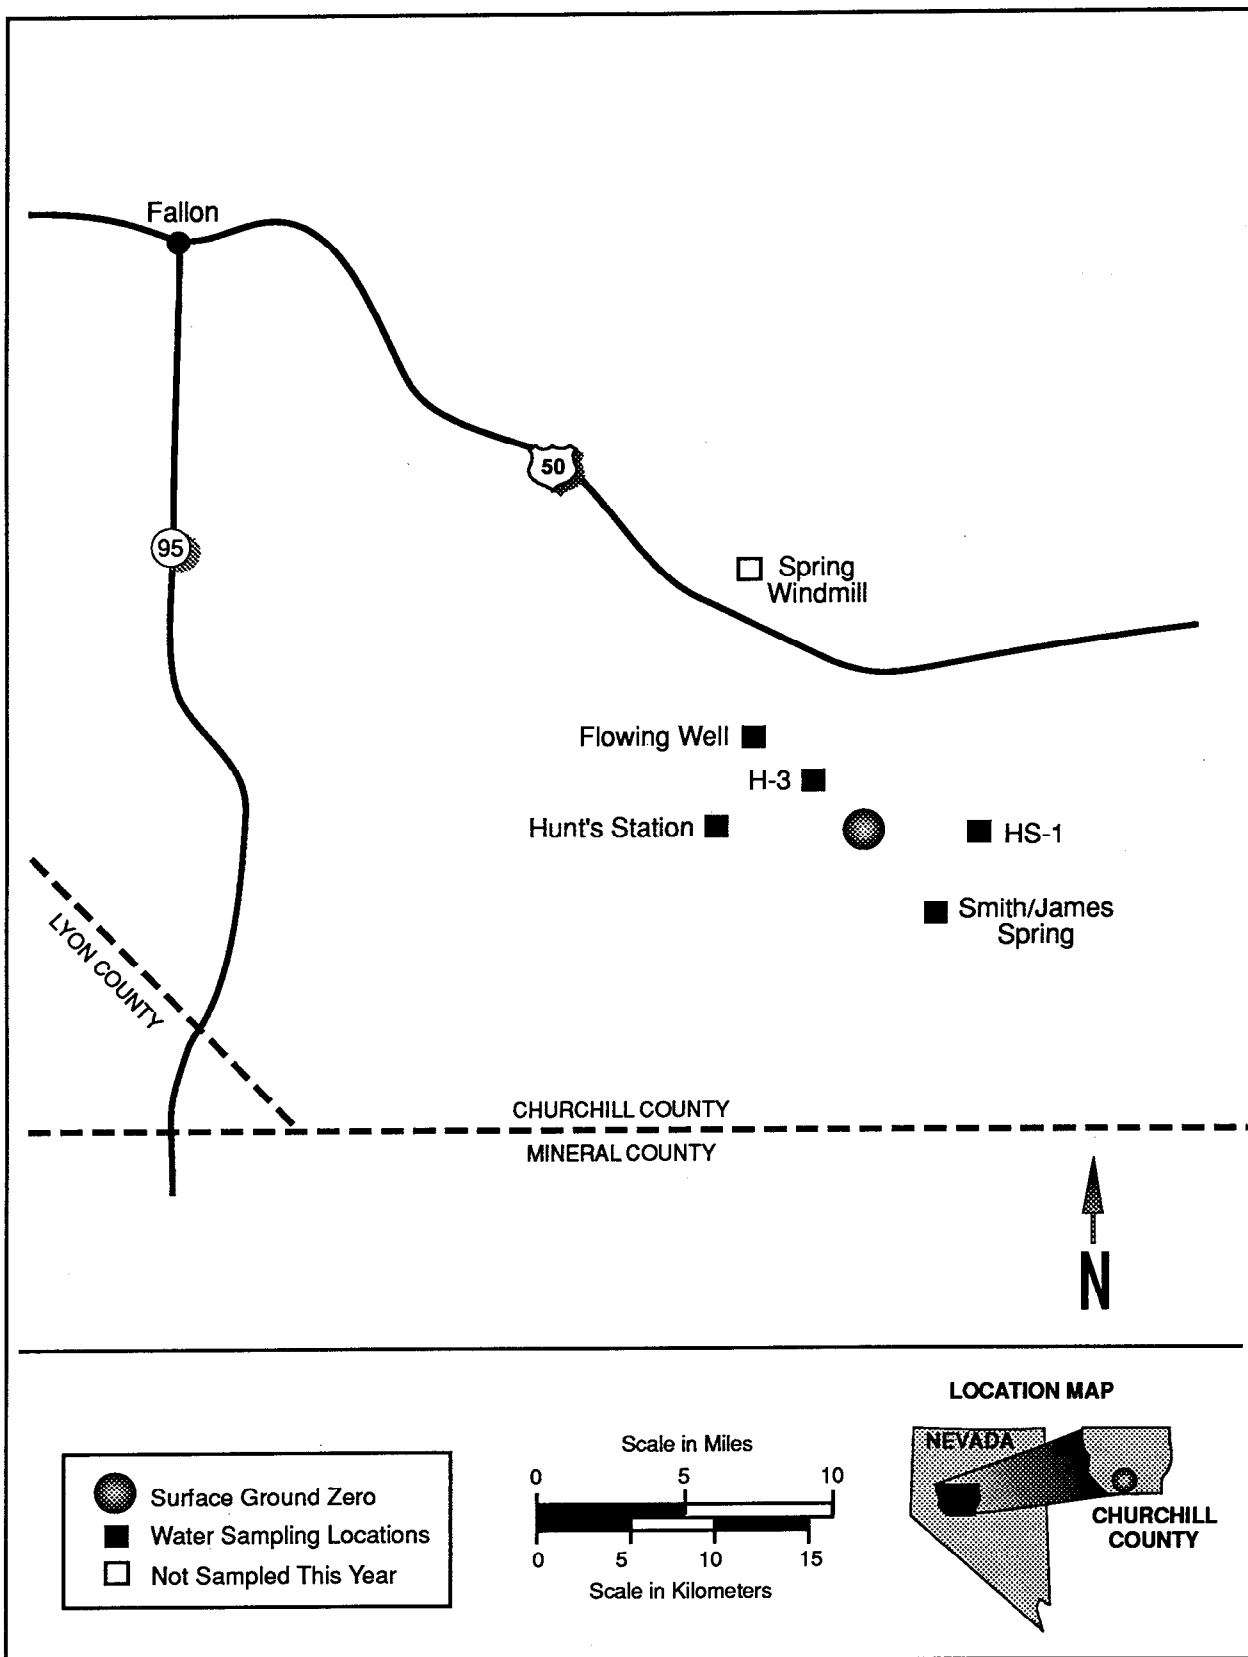 Fallon
50
95
Spring
Windmill
Flowing Well
H-3
Hunt's Station
HS-1
Smith/James
Spring
LYON COUNTY
CHURCHILL COUNTY
MINERAL COUNTY
N
LOCATION MAP
NEVADA
CHURCHILL
COUNTY
Scale in Miles
0 5 10
0 5 10 15
Scale in Kilometers
Surface Ground Zero
Water Sampling Locations
Not Sampled This Year